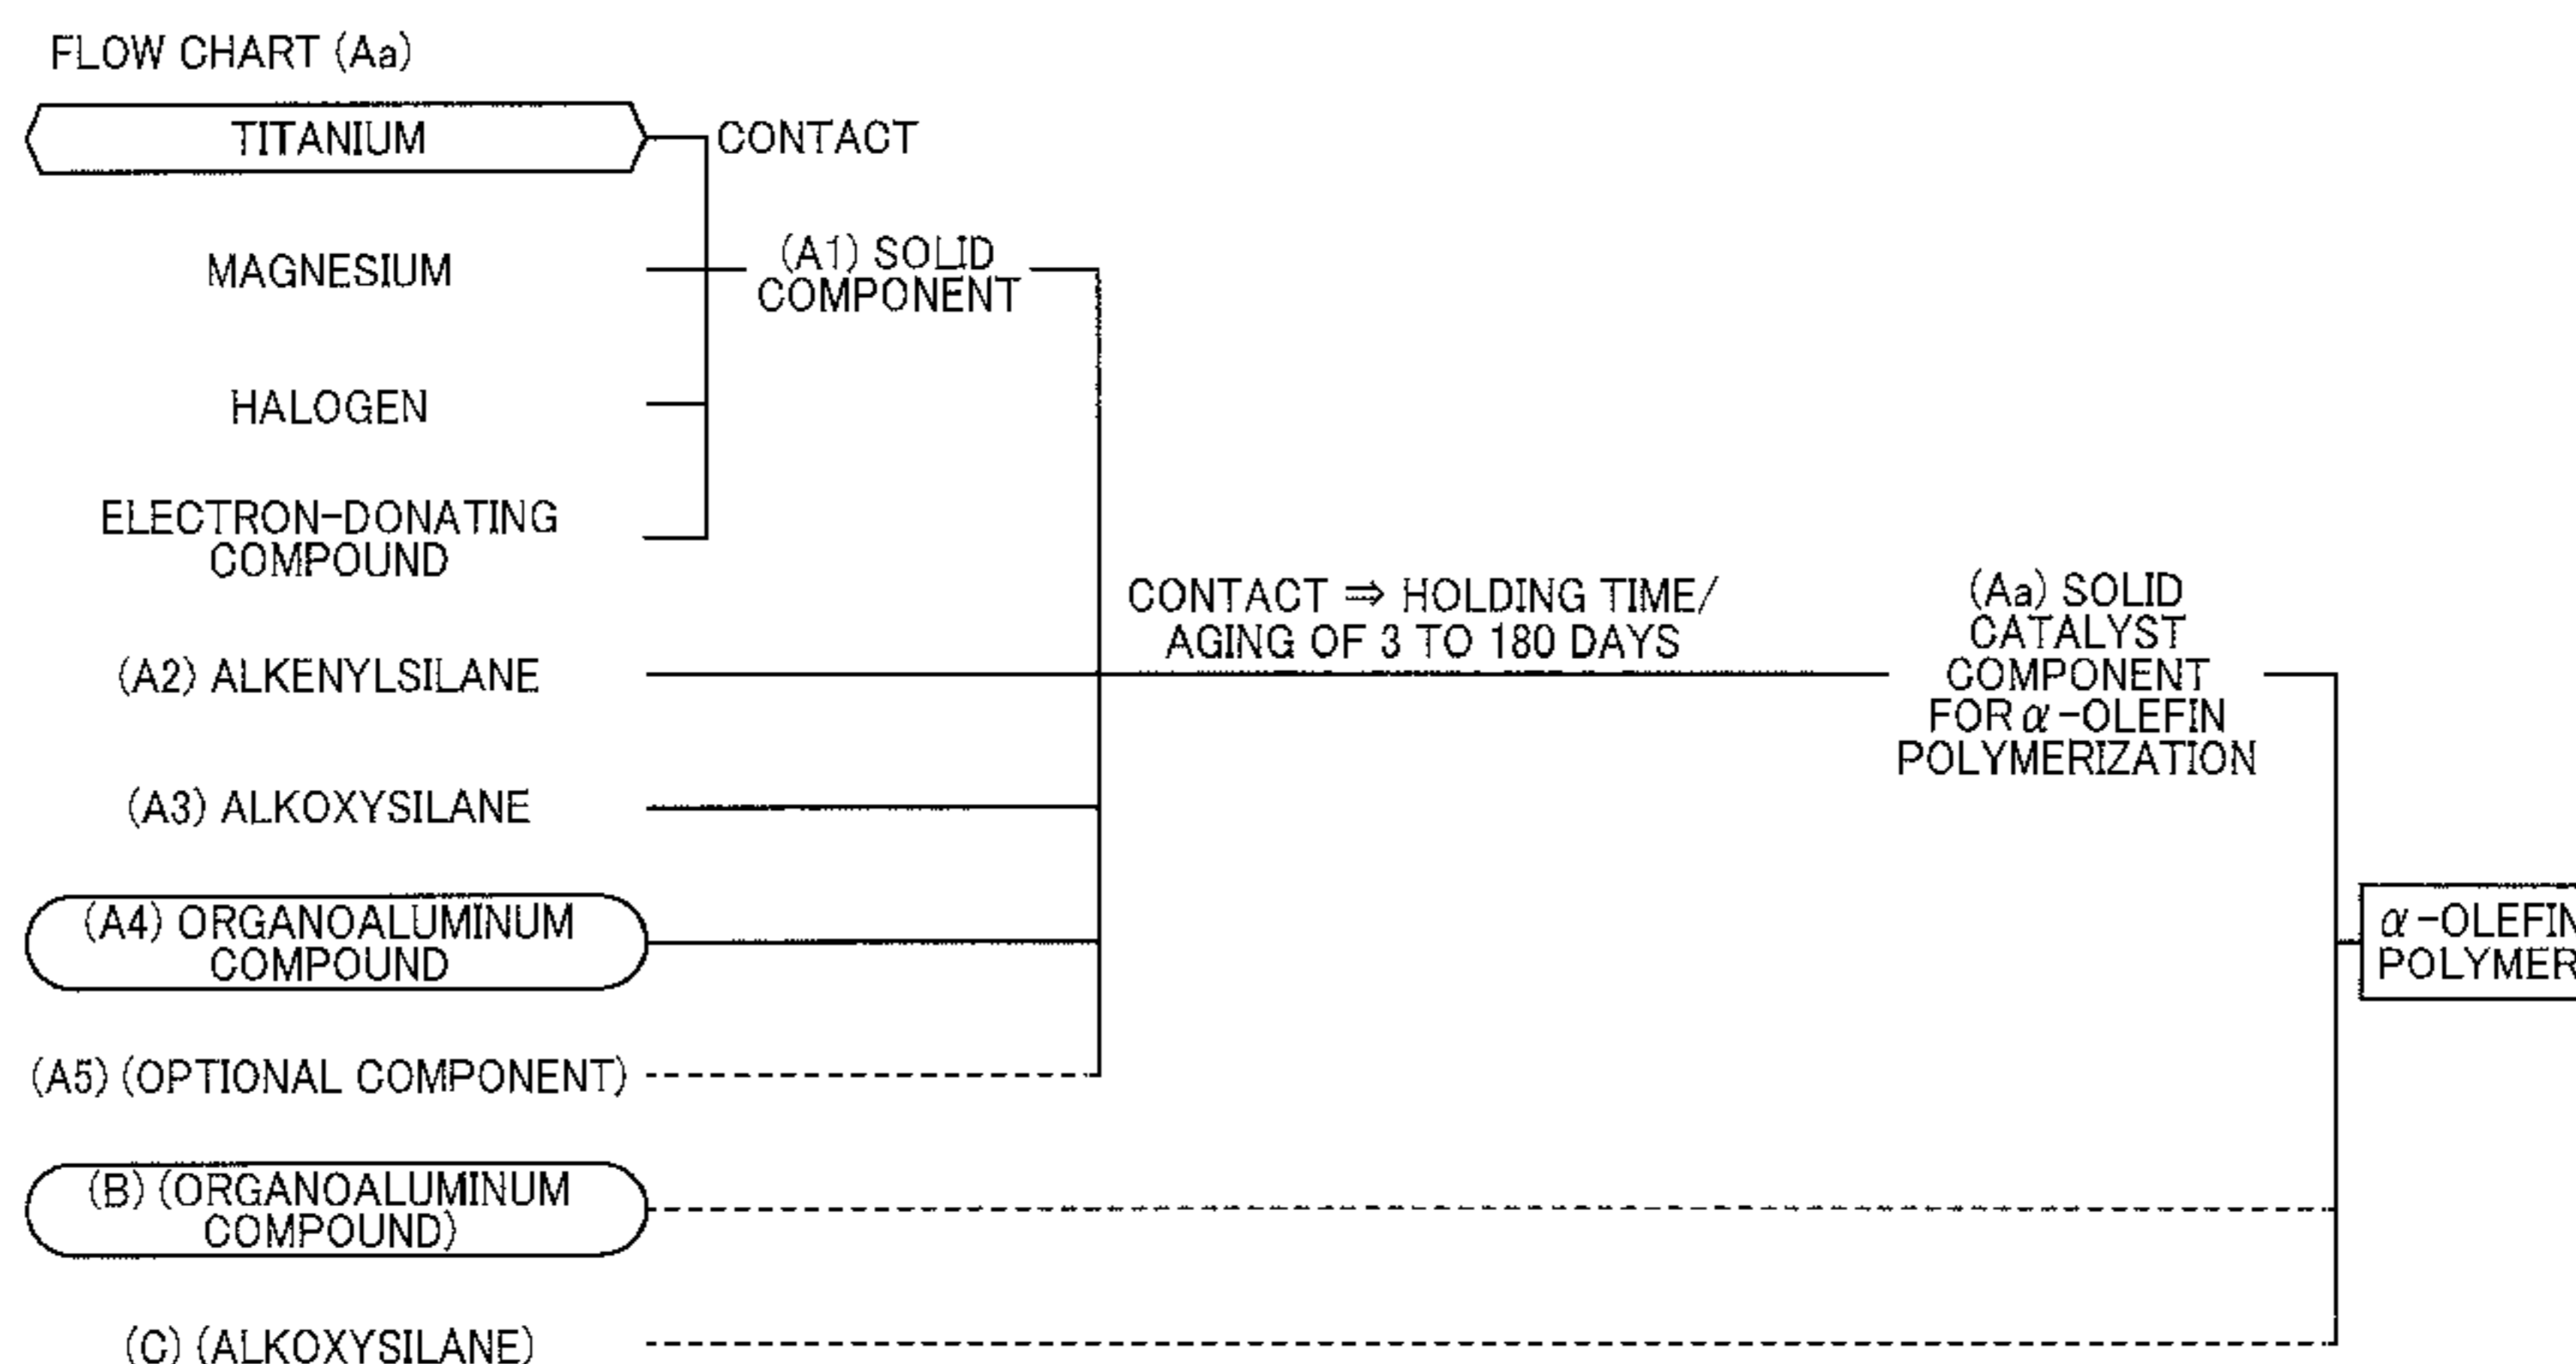 FLOW CHART (Aa)
TITANIUM
CONTACT
MAGNESIUM
(A1) SOLID
COMPONENT
HALOGEN
ELECTRON-DONATING
COMPOUND
(A2) ALKENYLSILANE
CONTACT ⇒ HOLDING TIME/
AGING OF 3 TO 180 DAYS
(Aa) SOLID
CATALYST
COMPONENT
FOR α-OLEFIN
POLYMERIZATION
(A3) ALKOXYSILANE
(A4) ORGANOALUMINUM
COMPOUND
α-OLEFIN
POLYMER
(A5) (OPTIONAL COMPONENT)
(B) (ORGANOALUMINUM
COMPOUND)
(C) (ALKOXYSILANE)